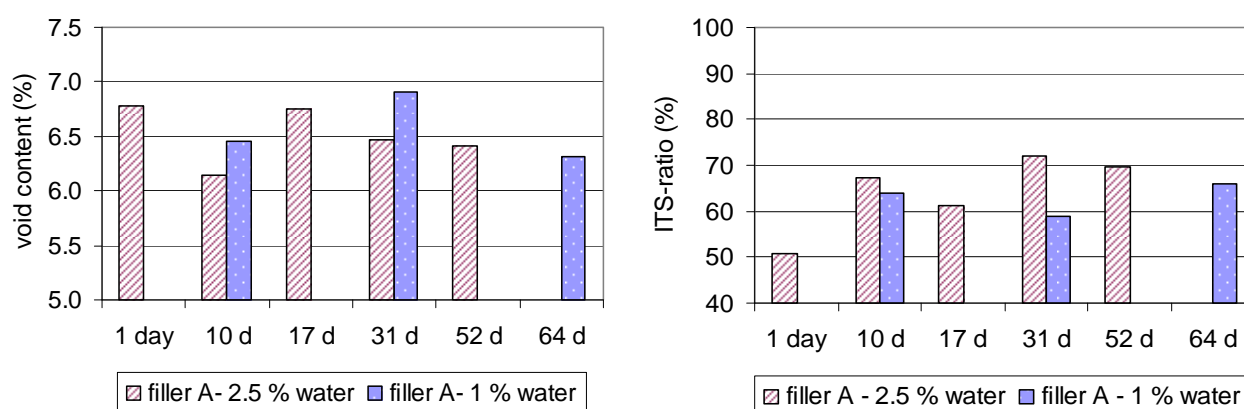 void content (%)
7.5
7.0
6.5
6.0
5.5
5.0
1 day 10 d 17 d 31 d 52 d 64 d
filler A- 2.5 % water filler A- 1 % water
ITS-ratio (%)
100
90
80
70
60
50
40
1 day 10 d 17 d 31 d 52 d 64 d
filler A - 2.5 % water filler A - 1 % water